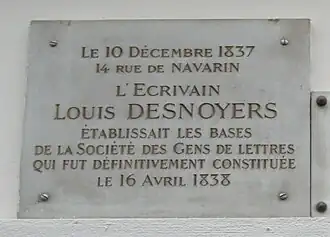 Le 10 Décembre 1837
14 rue de Navarin
L'Ecrivain
Louis DESNOYERS
établissait les bases
de la Société des Gens de Lettres
qui fut définitivement constituée
le 16 Avril 1838